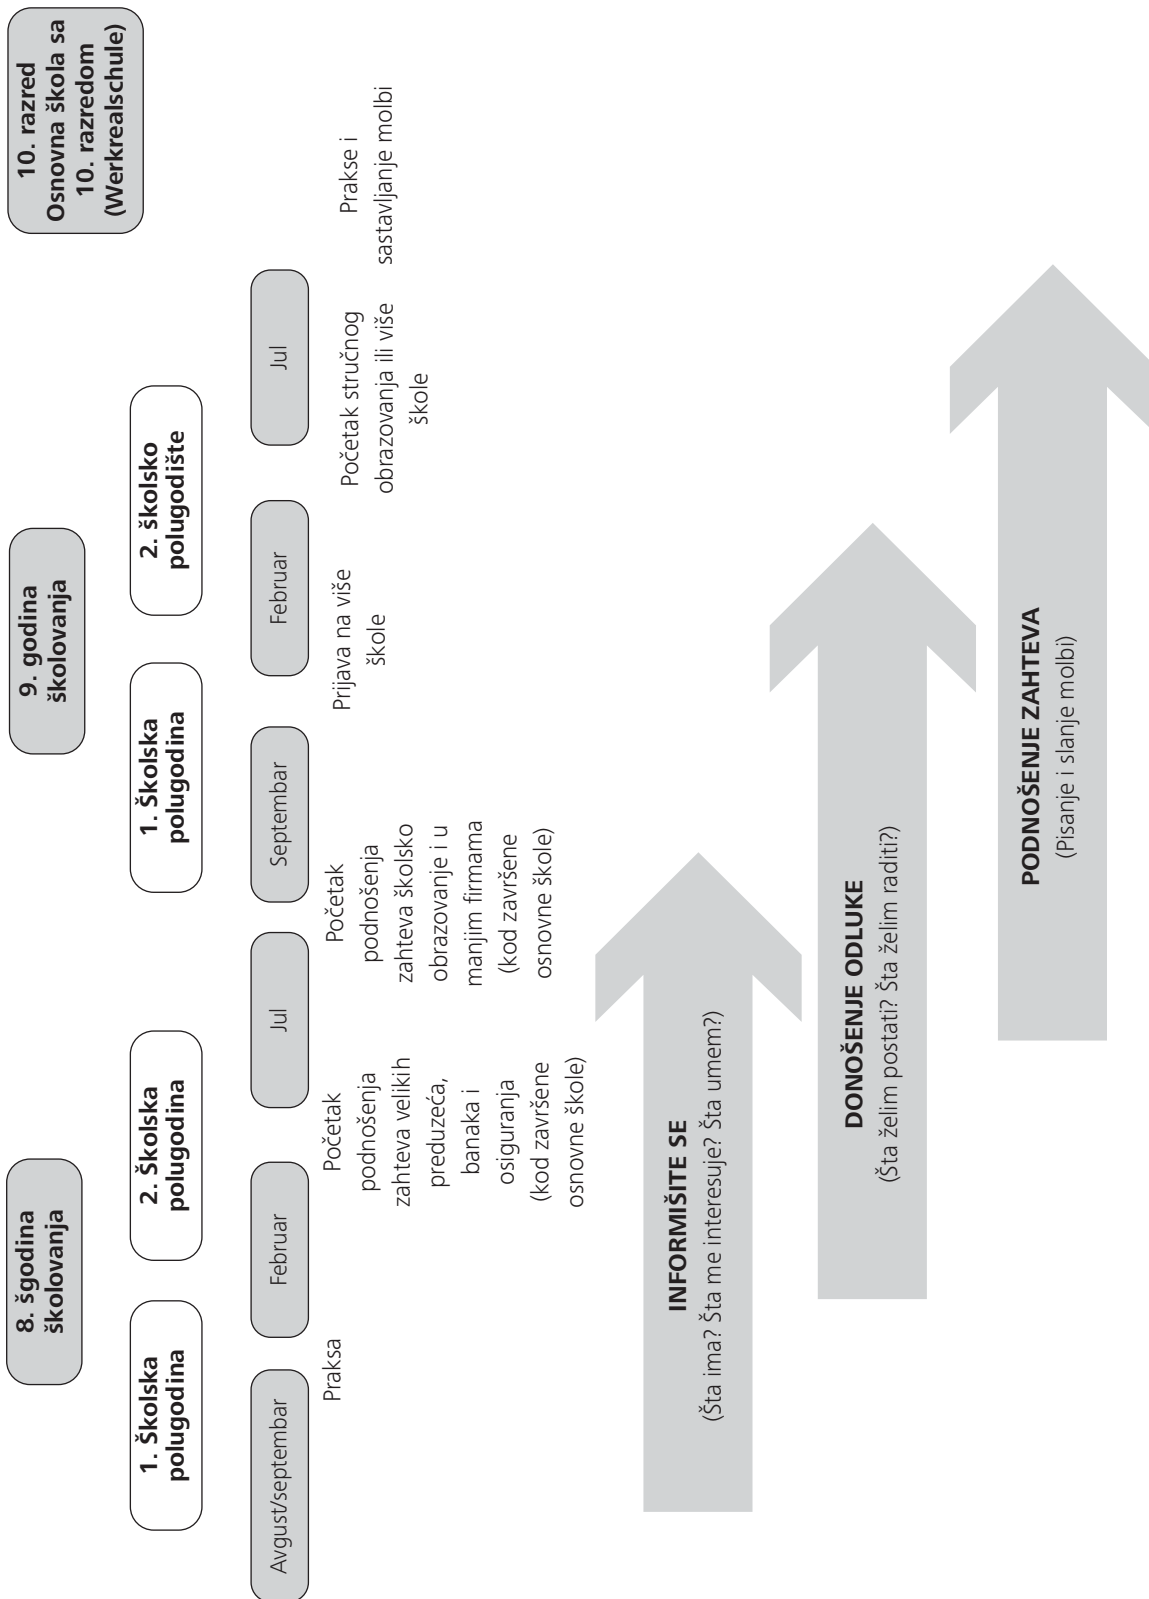 8. šgodina
školovanja
9. godina
školovanja
10. razred
Osnovna škola sa
10. razredom
(Werkrealschule)
1. Školska
polugodina
2. Školska
polugodina
1. Školska
polugodina
2. školsko
polugodište
Avgust/septembar
Februar
Jul
Septembar
Februar
Jul
Praksa
Početak
podnošenja
zahteva velikih
preduzeća,
banaka i
osiguranja
(kod završene
osnovne škole)
Početak
podnošenja
zahteva školsko
obrazovanje i u
manjim firmama
(kod završene
osnovne škole)
Prijava na više
škole
Početak stručnog
obrazovanja ili više
škole
Prakse i
sastavljanje molbi
INFORMIŠITE SE
(Šta ima? Šta me interesuje? Šta umem?)
DONOŠENJE ODLUKE
(Šta želim postati? Šta želim raditi?)
PODNOŠENJE ZAHTEVA
(Pisanje i slanje molbi)